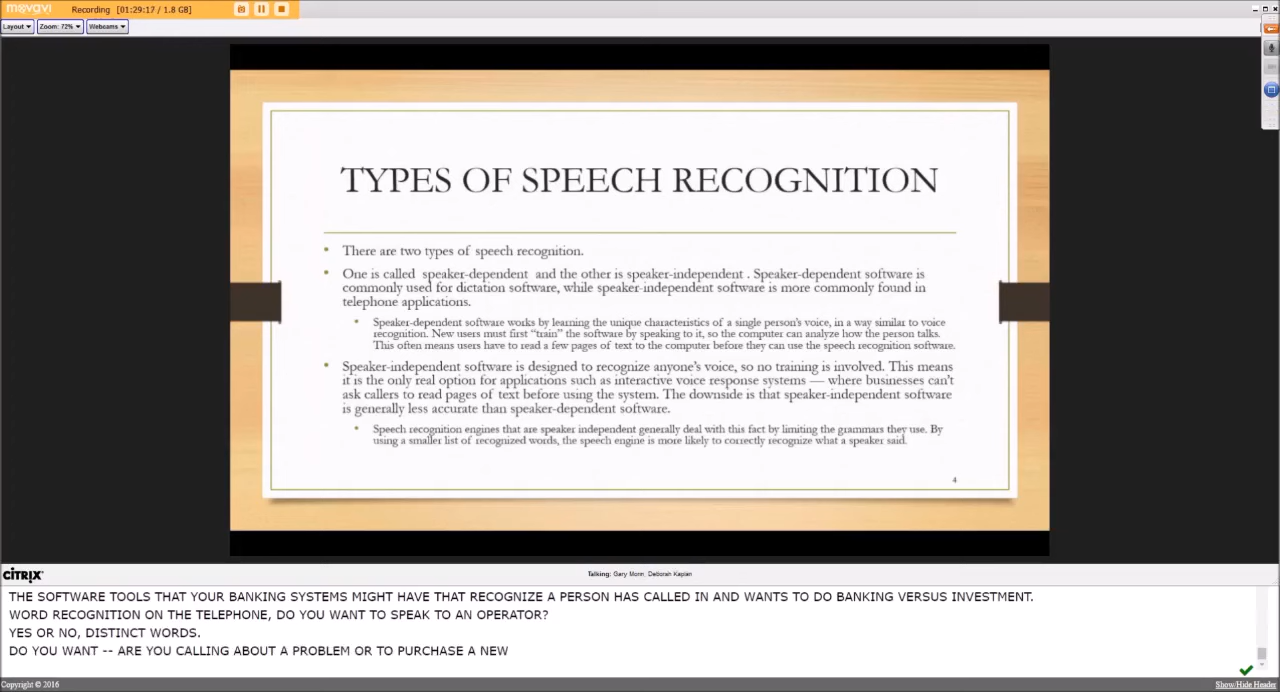 movavi Recording [01:29:17 / 1.8 GB]
Layout Zoom: 72% Webcams
TYPES OF SPEECH RECOGNITION
• There are two types of speech recognition.
• One is called speaker-dependent and the other is speaker-independent . Speaker-dependent software is
commonly used for dictation software, while speaker-independent software is more commonly found in
telephone applications.
• Speaker-dependent software works by learning the unique characteristics of a single person's voice, in a way similar to voice
recognition. New users must first “train” the software by speaking to it, so the computer can analyze how the person talks.
This often means users have to read a few pages of text to the computer before they can use the speech recognition software.
• Speaker-independent software is designed to recognize anyone's voice, so no training is involved. This means
it is the only real option for applications such as interactive voice response systems — where businesses can't
ask callers to read pages of text before using the system. The downside is that speaker-independent software
is generally less accurate than speaker-dependent software.
• Speech recognition engines that are speaker independent generally deal with this fact by limiting the grammars they use. By
using a smaller list of recognized words, the speech engine is more likely to correctly recognize what a speaker said.
4
CİTRIX
Talking: Gary Morin, Deborah Kaplan
THE SOFTWARE TOOLS THAT YOUR BANKING SYSTEMS MIGHT HAVE THAT RECOGNIZE A PERSON HAS CALLED IN AND WANTS TO DO BANKING VERSUS INVESTMENT.
WORD RECOGNITION ON THE TELEPHONE, DO YOU WANT TO SPEAK TO AN OPERATOR?
YES OR NO, DISTINCT WORDS.
DO YOU WANT -- ARE YOU CALLING ABOUT A PROBLEM OR TO PURCHASE A NEW
Copyright © 2016
Show/Hide Header